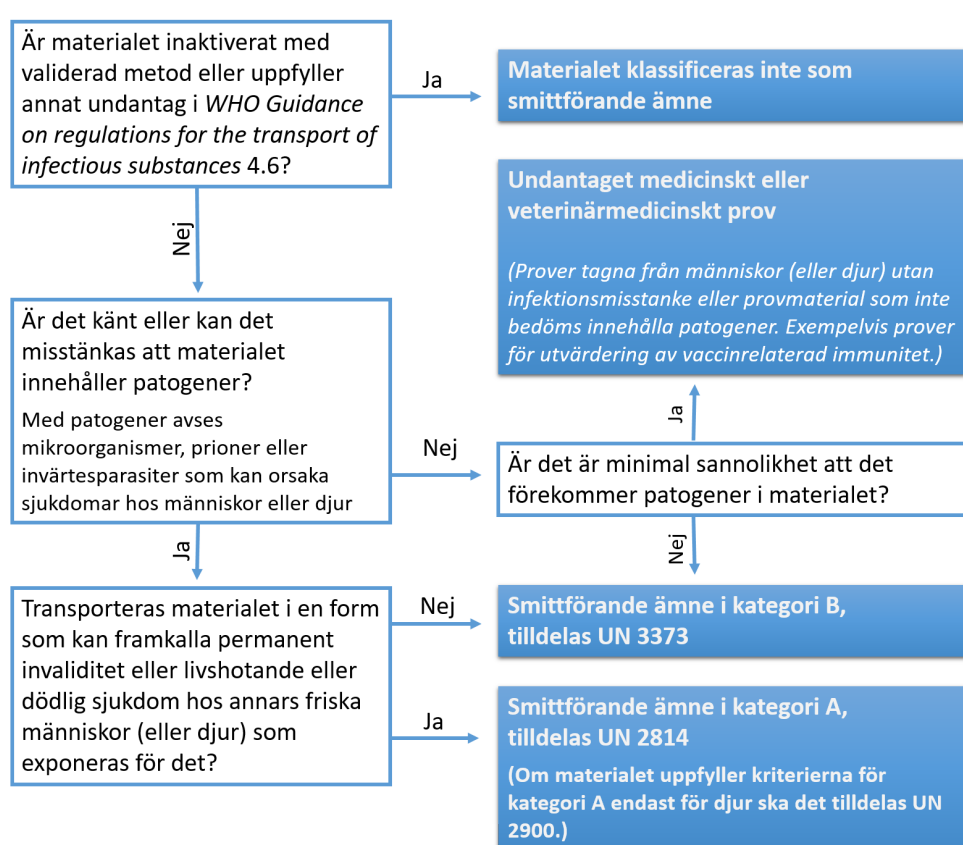 Är materialet inaktiverat med
validerad metod eller uppfyller
annat undantag i WHO Guidance
on regulations for the transport of
infectious substances 4.6?
Ja
Materialet klassificeras inte som
smittförande ämne
Nej
Undantaget medicinskt eller
veterinärmedicinskt prov
(Prover tagna från människor (eller djur) utan
infektionsmisstanke eller provmaterial som inte
bedöms innehålla patogener. Exempelvis prover
för utvärdering av vaccinrelaterad immunitet.)
Är det känt eller kan det
misstänkas att materialet
innehåller patogener?
Med patogener avses
mikroorganismer, prioner eller
invärtesparasiter som kan orsaka
sjukdomar hos människor eller djur
Nej
Ja
Är det är minimal sannolikhet att det
förekommer patogener i materialet?
Nej
Ja
Transporteras materialet i en form
som kan framkalla permanent
invaliditet eller livshotande eller
dödlig sjukdom hos annars friska
människor (eller djur) som
exponeras för det?
Nej
Smittförande ämne i kategori B,
tilldelas UN 3373
Ja
Smittförande ämne i kategori A,
tilldelas UN 2814
(Om materialet uppfyller kriterierna för
kategori A endast för djur ska det tilldelas UN
2900.)